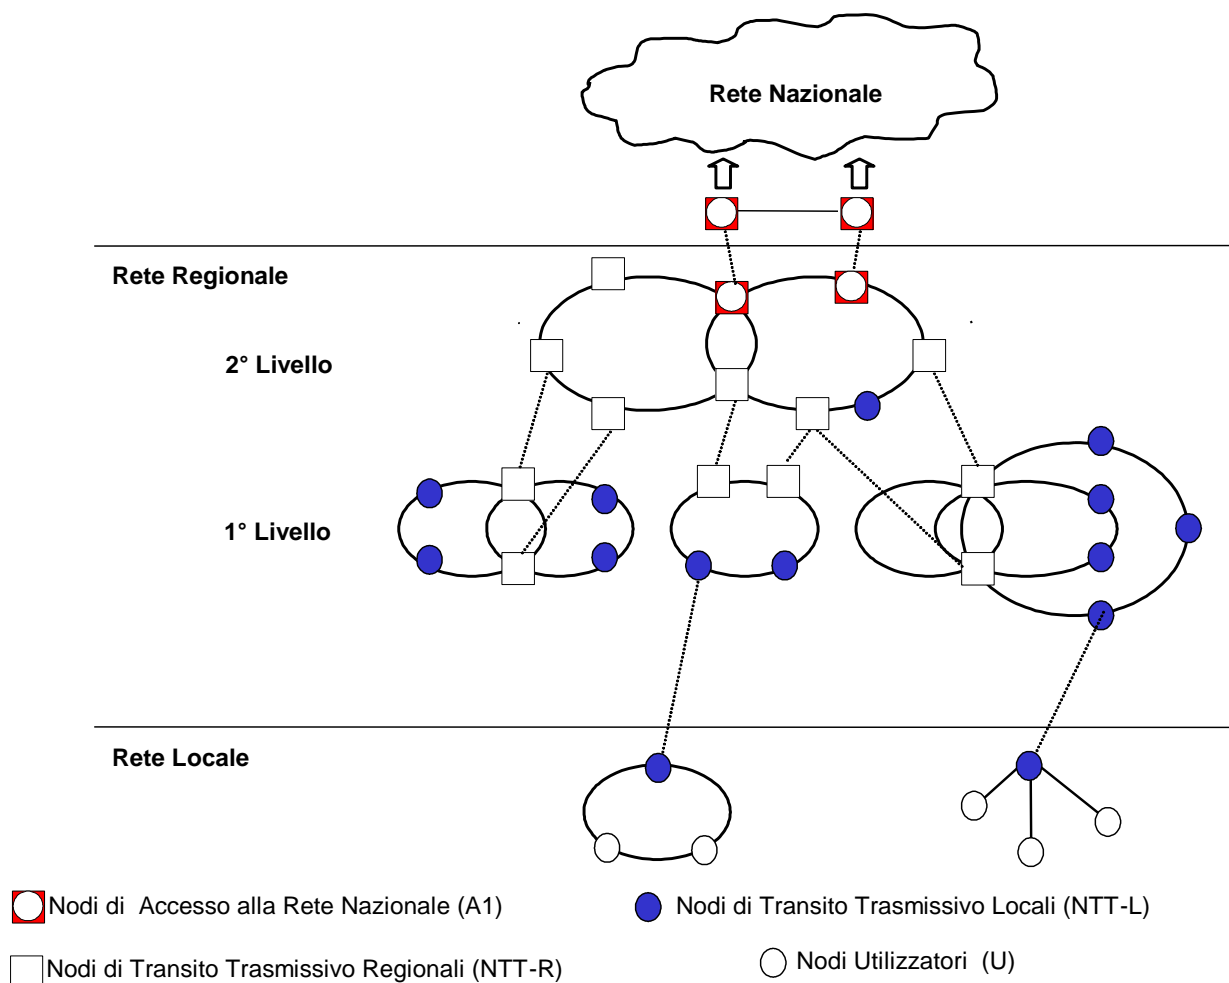 Rete Nazionale
Rete Regionale
2° Livello
1° Livello
Rete Locale
Nodi di Accesso alla Rete Nazionale (A1)
Nodi di Transito Trasmissivo Locali (NTT-L)
Nodi di Transito Trasmissivo Regionali (NTT-R)
Nodi Utilizzatori (U)